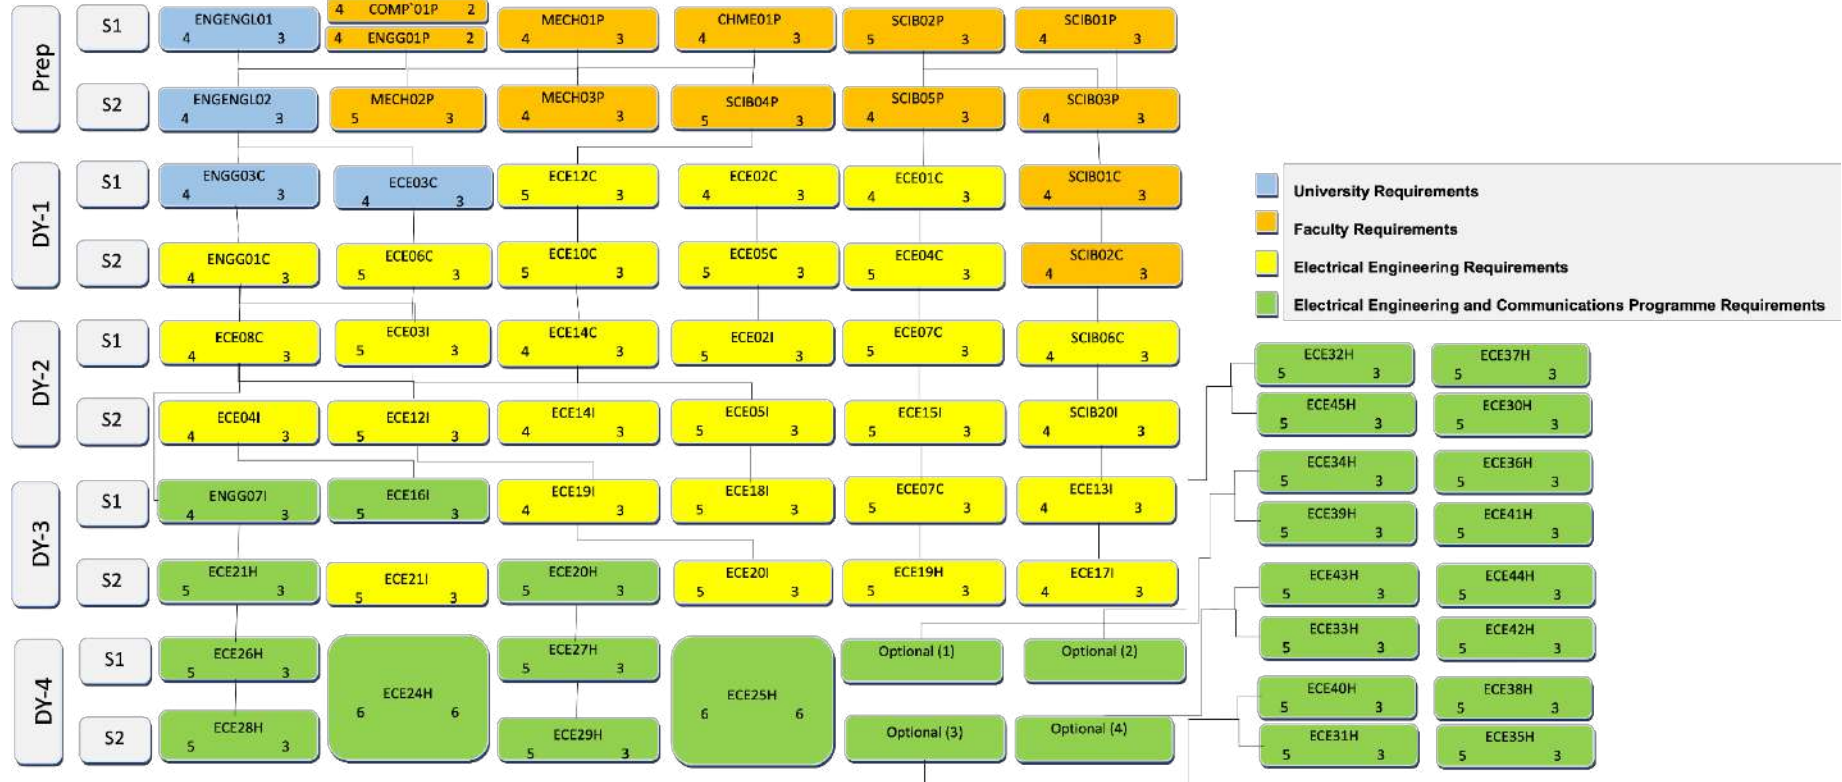 Prep
S1
ENGENGL01
4 3
4 COMP`01P 2
4 ENGG01P 2
MECH01P
4 3
CHME01P
4 3
SCIB02P
5 3
SCIB01P
4 3
S2
ENGENGL02
4 3
MECH02P
5 3
MECH03P
4 3
SCIB04P
5 3
SCIB05P
4 3
SCIB03P
4 3
DY-1
S1
ENGG03C
4 3
ECE03C
4 3
ECE12C
5 3
ECE02C
4 3
ECE01C
4 3
SCIB01C
4 3
S2
ENGG01C
4 3
ECE06C
5 3
ECE10C
5 3
ECE05C
5 3
ECE04C
5 3
SCIB02C
4 3
DY-2
S1
ECE08C
4 3
ECE03I
5 3
ECE14C
4 3
ECE02I
5 3
ECE07C
5 3
SCIB06C
4 3
S2
ECE04I
4 3
ECE12I
5 3
ECE14I
4 3
ECE05I
5 3
ECE15I
5 3
SCIB20I
4 3
DY-3
S1
ENGG07I
4 3
ECE16I
5 3
ECE19I
4 3
ECE18I
5 3
ECE07C
5 3
ECE13I
4 3
S2
ECE21H
5 3
ECE21I
5 3
ECE20H
5 3
ECE20I
5 3
ECE19H
5 3
ECE17I
4 3
DY-4
S1
ECE26H
5 3
ECE24H
6 6
ECE27H
5 3
ECE25H
6 6
Optional (1)
Optional (2)
S2
ECE28H
5 3
ECE29H
5 3
Optional (3)
Optional (4)
University Requirements
Faculty Requirements
Electrical Engineering Requirements
Electrical Engineering and Communications Programme Requirements
ECE32H
5 3
ECE37H
5 3
ECE45H
5 3
ECE30H
5 3
ECE34H
5 3
ECE36H
5 3
ECE39H
5 3
ECE41H
5 3
ECE43H
5 3
ECE44H
5 3
ECE33H
5 3
ECE42H
5 3
ECE40H
5 3
ECE38H
5 3
ECE31H
5 3
ECE35H
5 3